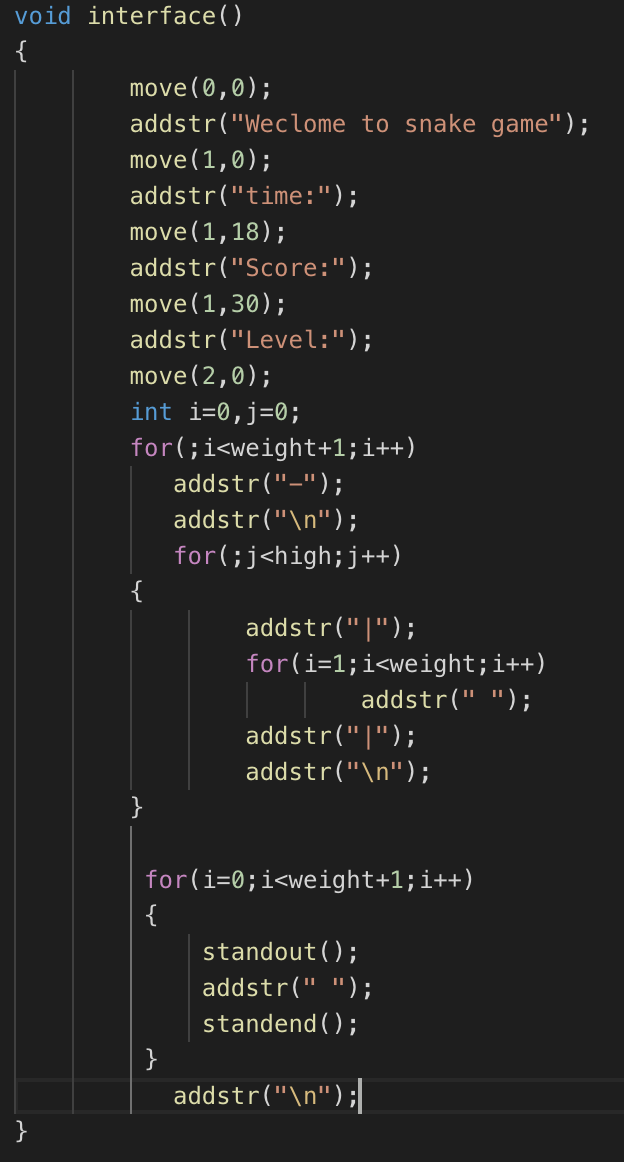 void interface()
{
move(0,0);
addstr("Weclome to snake game");
move(1,0);
addstr("time:");
move(1,18);
addstr("Score:");
move(1,30);
addstr("Level:");
move(2,0);
int i=0,j=0;
for(;i<weight+1;i++)
addstr("-");
addstr("\n");
for(;j<high;j++)
{
addstr("|");
for(i=1;i<weight;i++)
addstr(" ");
addstr("|");
addstr("\n");
}
for(i=0;i<weight+1;i++)
{
standout();
addstr(" ");
standend();
}
addstr("\n");
}